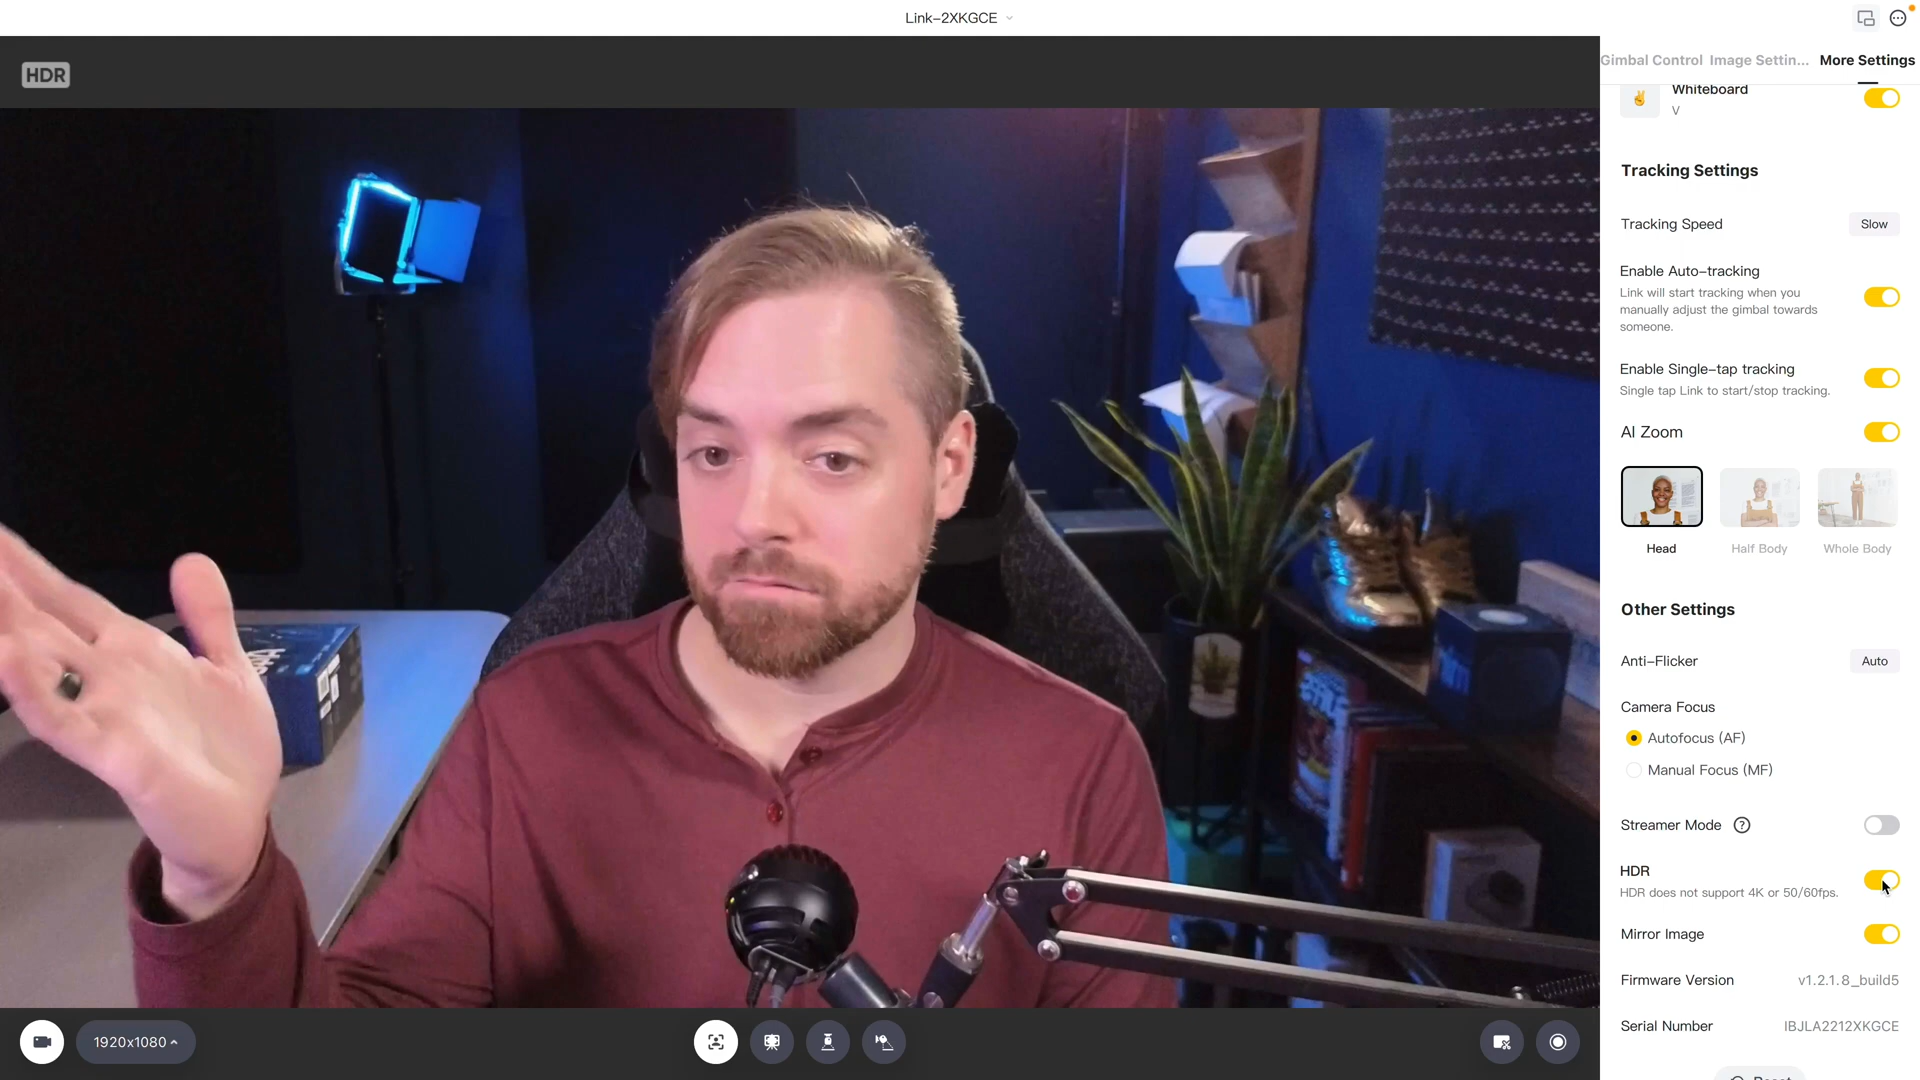 Link-2XKGCE
HDR
Gimbal Control Image Settin... More Settings
Whiteboard
V
Tracking Settings
Tracking Speed Slow
Enable Auto-tracking
Link will start tracking when you
manually adjust the gimbal towards
someone.
Enable Single-tap tracking
Single tap Link to start/stop tracking.
AI Zoom
Head Half Body Whole Body
Other Settings
Anti-Flicker Auto
Camera Focus
Autofocus (AF)
Manual Focus (MF)
Streamer Mode ?
HDR
HDR does not support 4K or 50/60fps.
Mirror Image
Firmware Version v1.2.1.8_build5
Serial Number IBJLA2212XKGCE
1920x1080